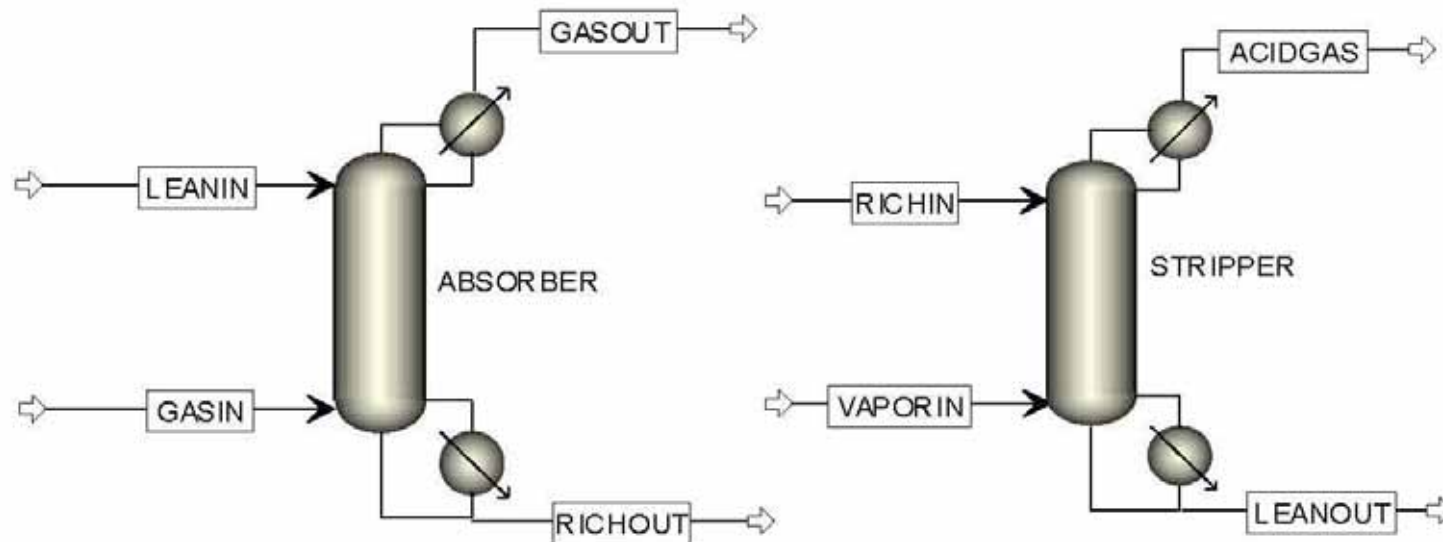 GASOUT
LEANIN
ABSORBER
GASIN
RICHOUT
ACIDGAS
RICHIN
STRIPPER
VAPORIN
LEANOUT